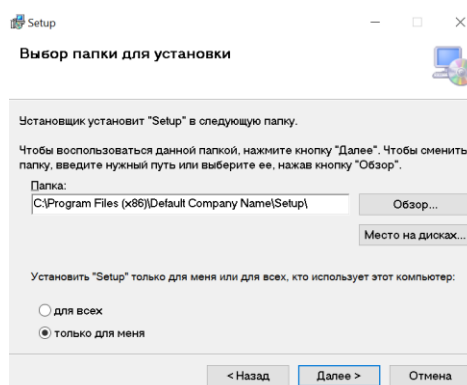 Setup
Выбор папки для установки
Установщик установит "Setup" в следующую папку.
Чтобы воспользоваться данной папкой, нажмите кнопку "Далее". Чтобы сменить
папку, введите нужный путь или выберите ее, нажав кнопку "Обзор".
Папка:
C:\Program Files (x86)\Default Company Name\Setup\
Обзор...
Место на дисках...
Установить "Setup" только для меня или для всех, кто использует этот компьютер:
для всех
только для меня
< Назад
Далее >
Отмена